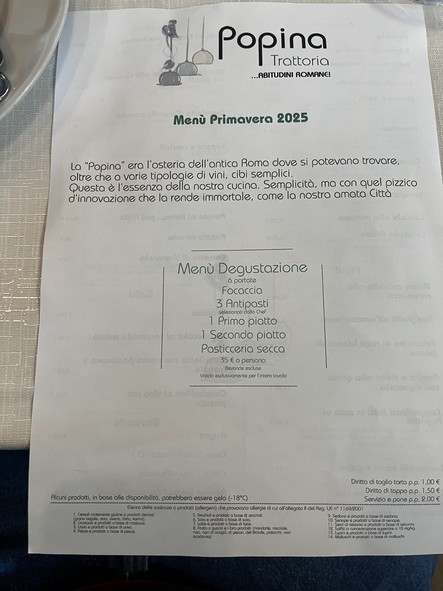 Popina
Trattoria
...ABITUDINI ROMANE!
Menù Primavera 2025
La "Popina" era l'osteria dell'antica Roma dove si potevano trovare,
oltre che a varie tipologie di vini, cibi semplici.
Questa è l'essenza della nostra cucina. Semplicità, ma con quel pizzico
d'innovazione che la rende immortale, come la nostra amata Città
Menù Degustazione
6 portate
Focaccia
3 Antipasti
selezionati dallo Chef
1 Primo piatto
1 Secondo piatto
Pasticceria secca
35 € a persona
Bevande escluse
Valido esclusivamente per l'intero tavolo
Diritto di taglio torta p.p. 1,00 €
Diritto di tappo p.p. 1,50 €
Alcuni prodotti, in base alle disponibilità, potrebbero essere gelo (-18°C)
Servizio e pane p.p. 2,00 €